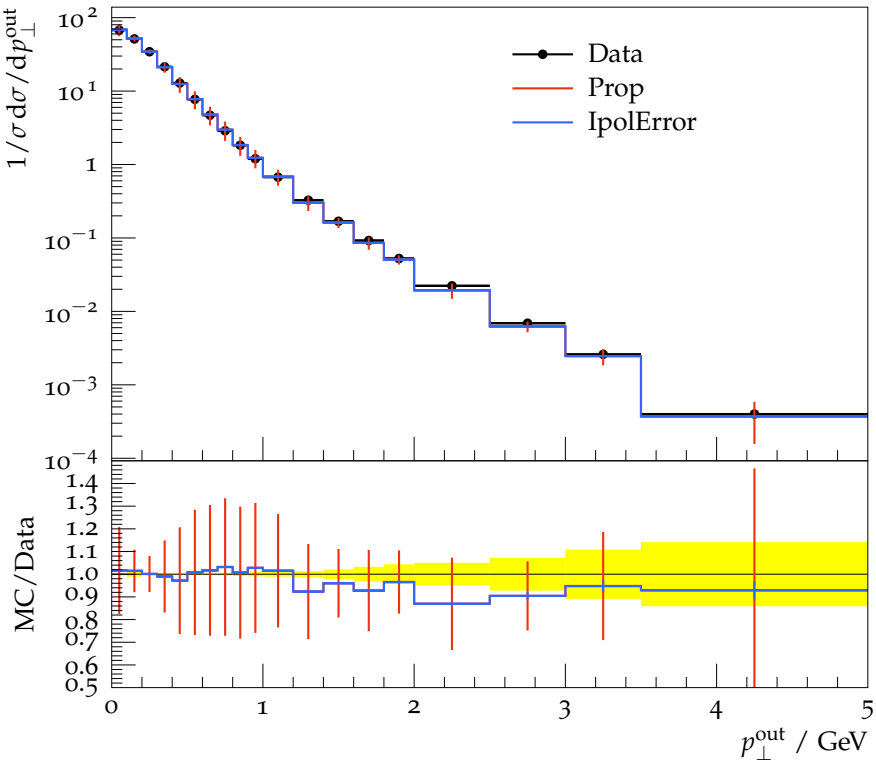 1/σ dσ/dp⊥^out
10²
10¹
1
10⁻¹
10⁻²
10⁻³
10⁻⁴
Data
Prop
IpolError
MC/Data
1.4
1.3
1.2
1.1
1.0
0.9
0.8
0.7
0.6
0.5
0 1 2 3 4 5
p⊥^out / GeV